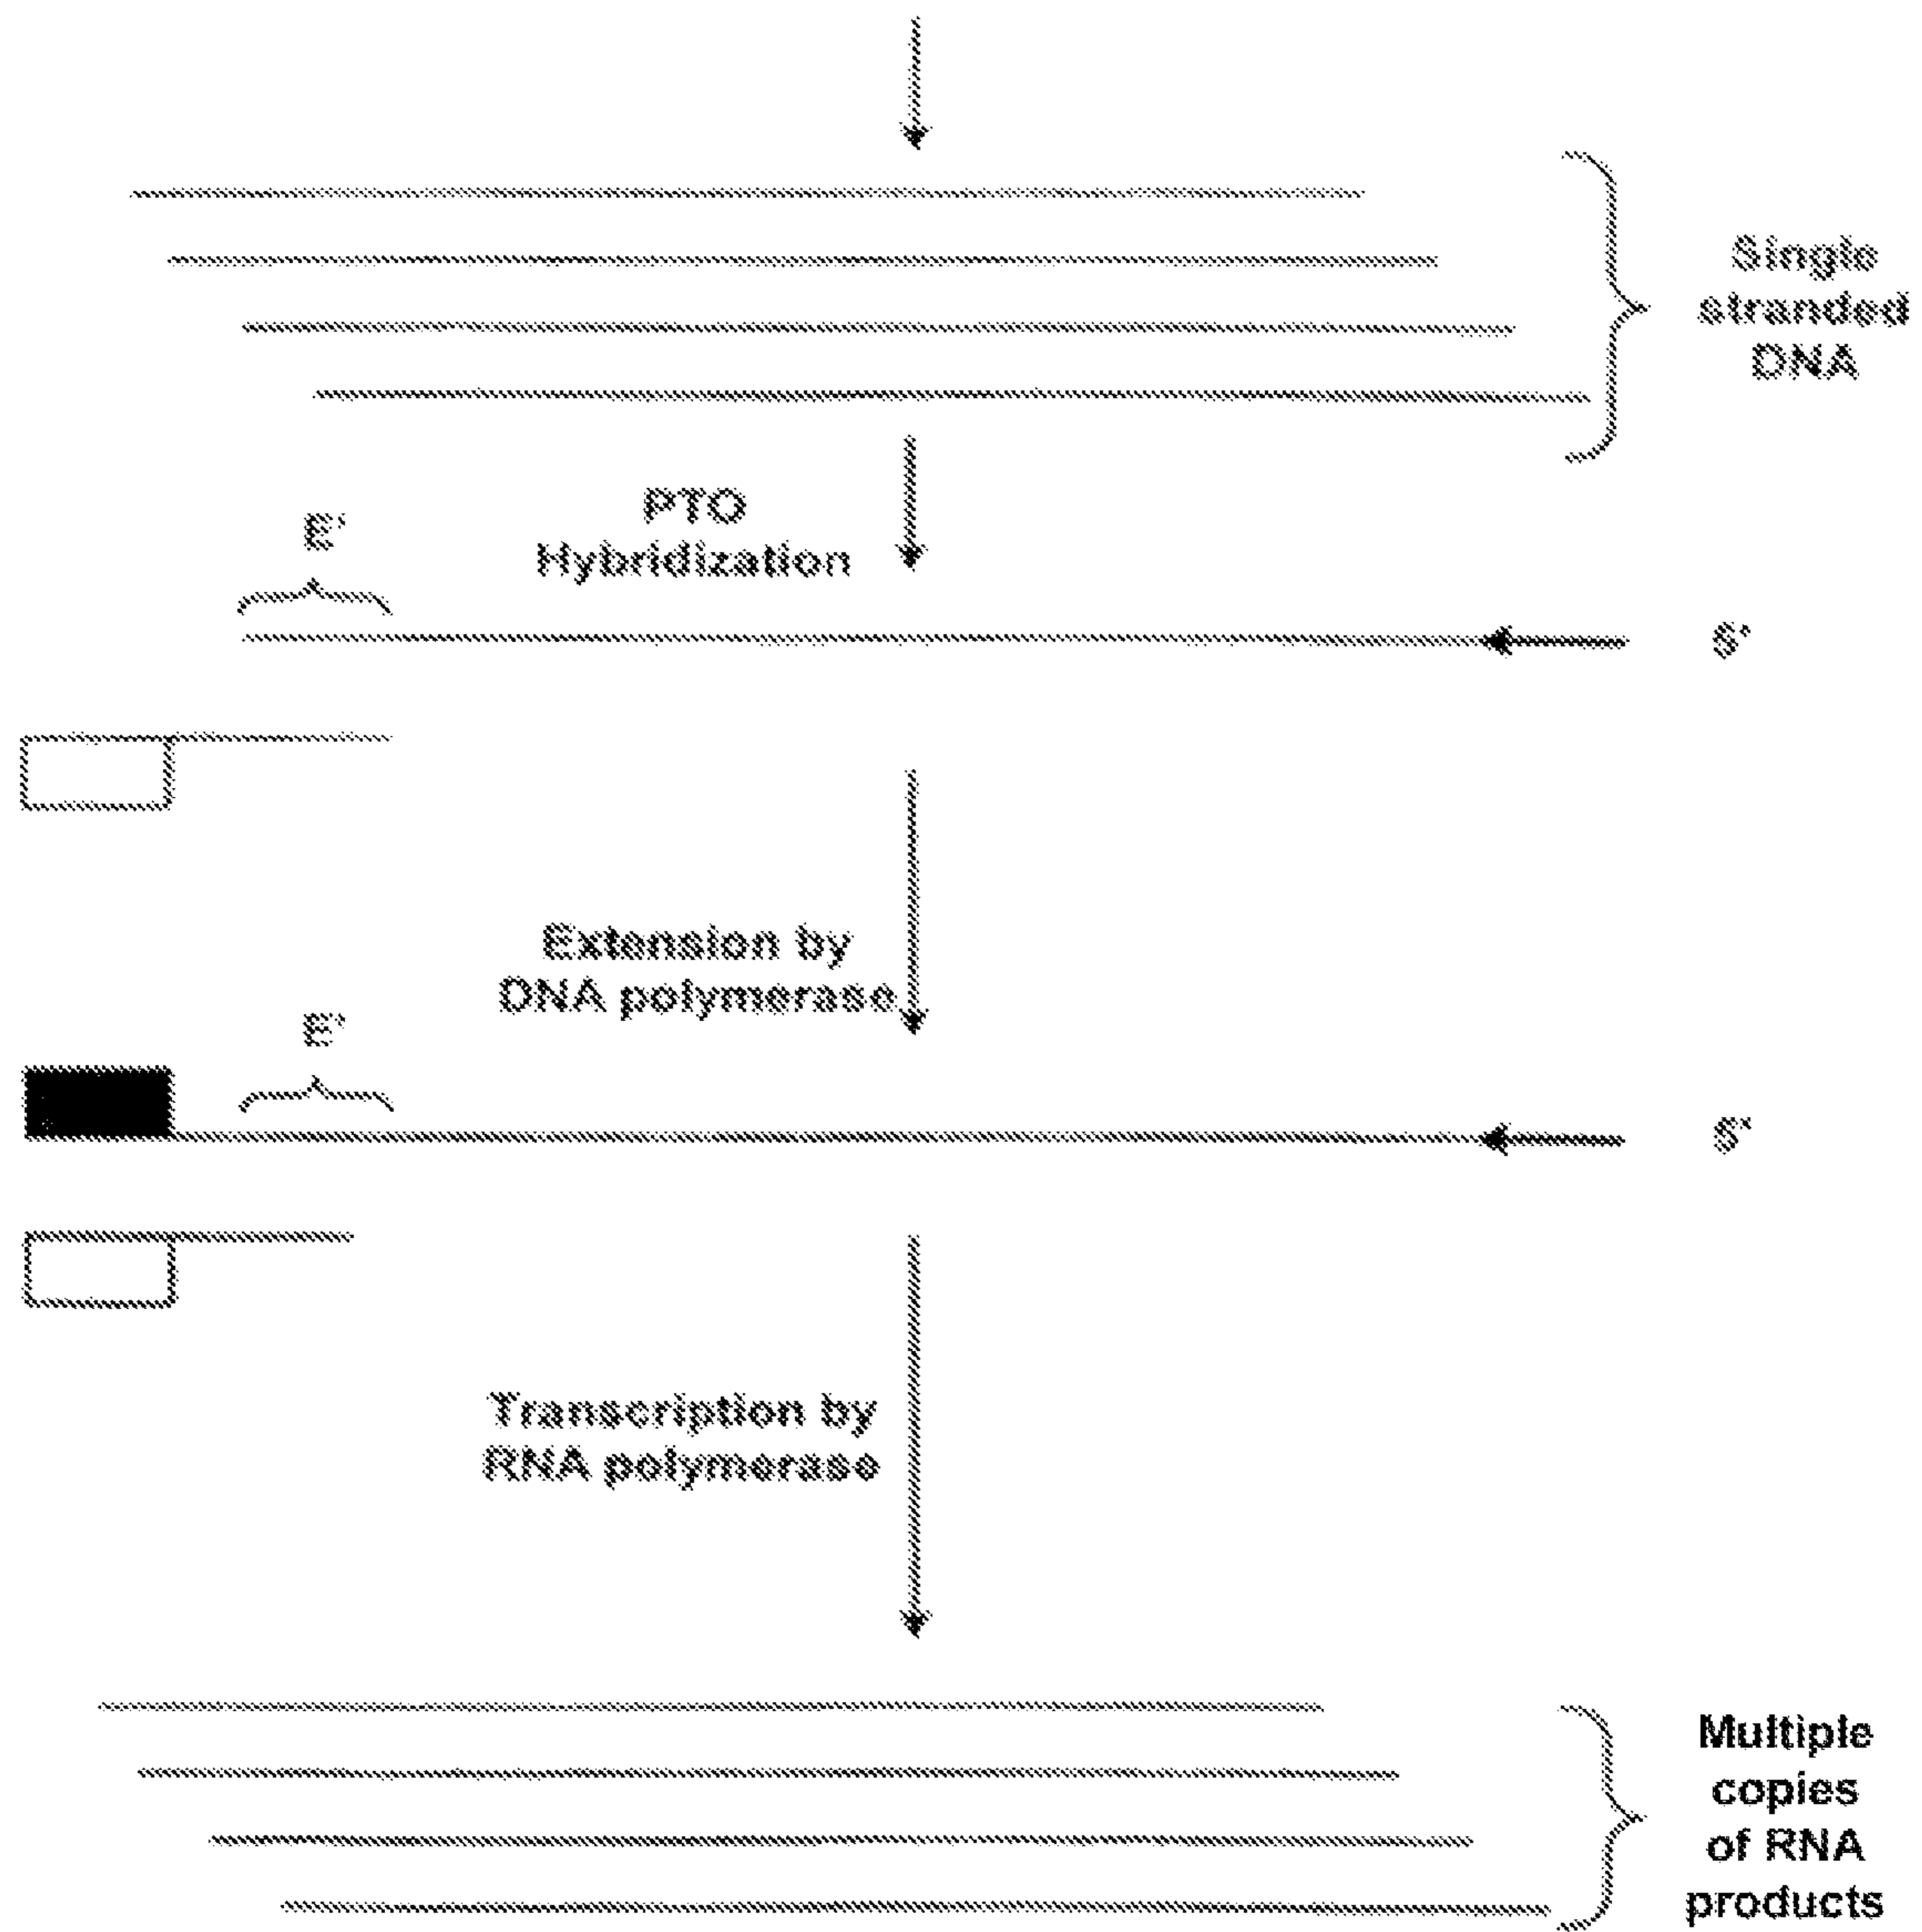 Single
stranded
DNA
PTO
Hybridization
E'
5'
Extension by
DNA polymerase
E'
5'
Transcription by
RNA polymerase
Multiple
copies
of RNA
products